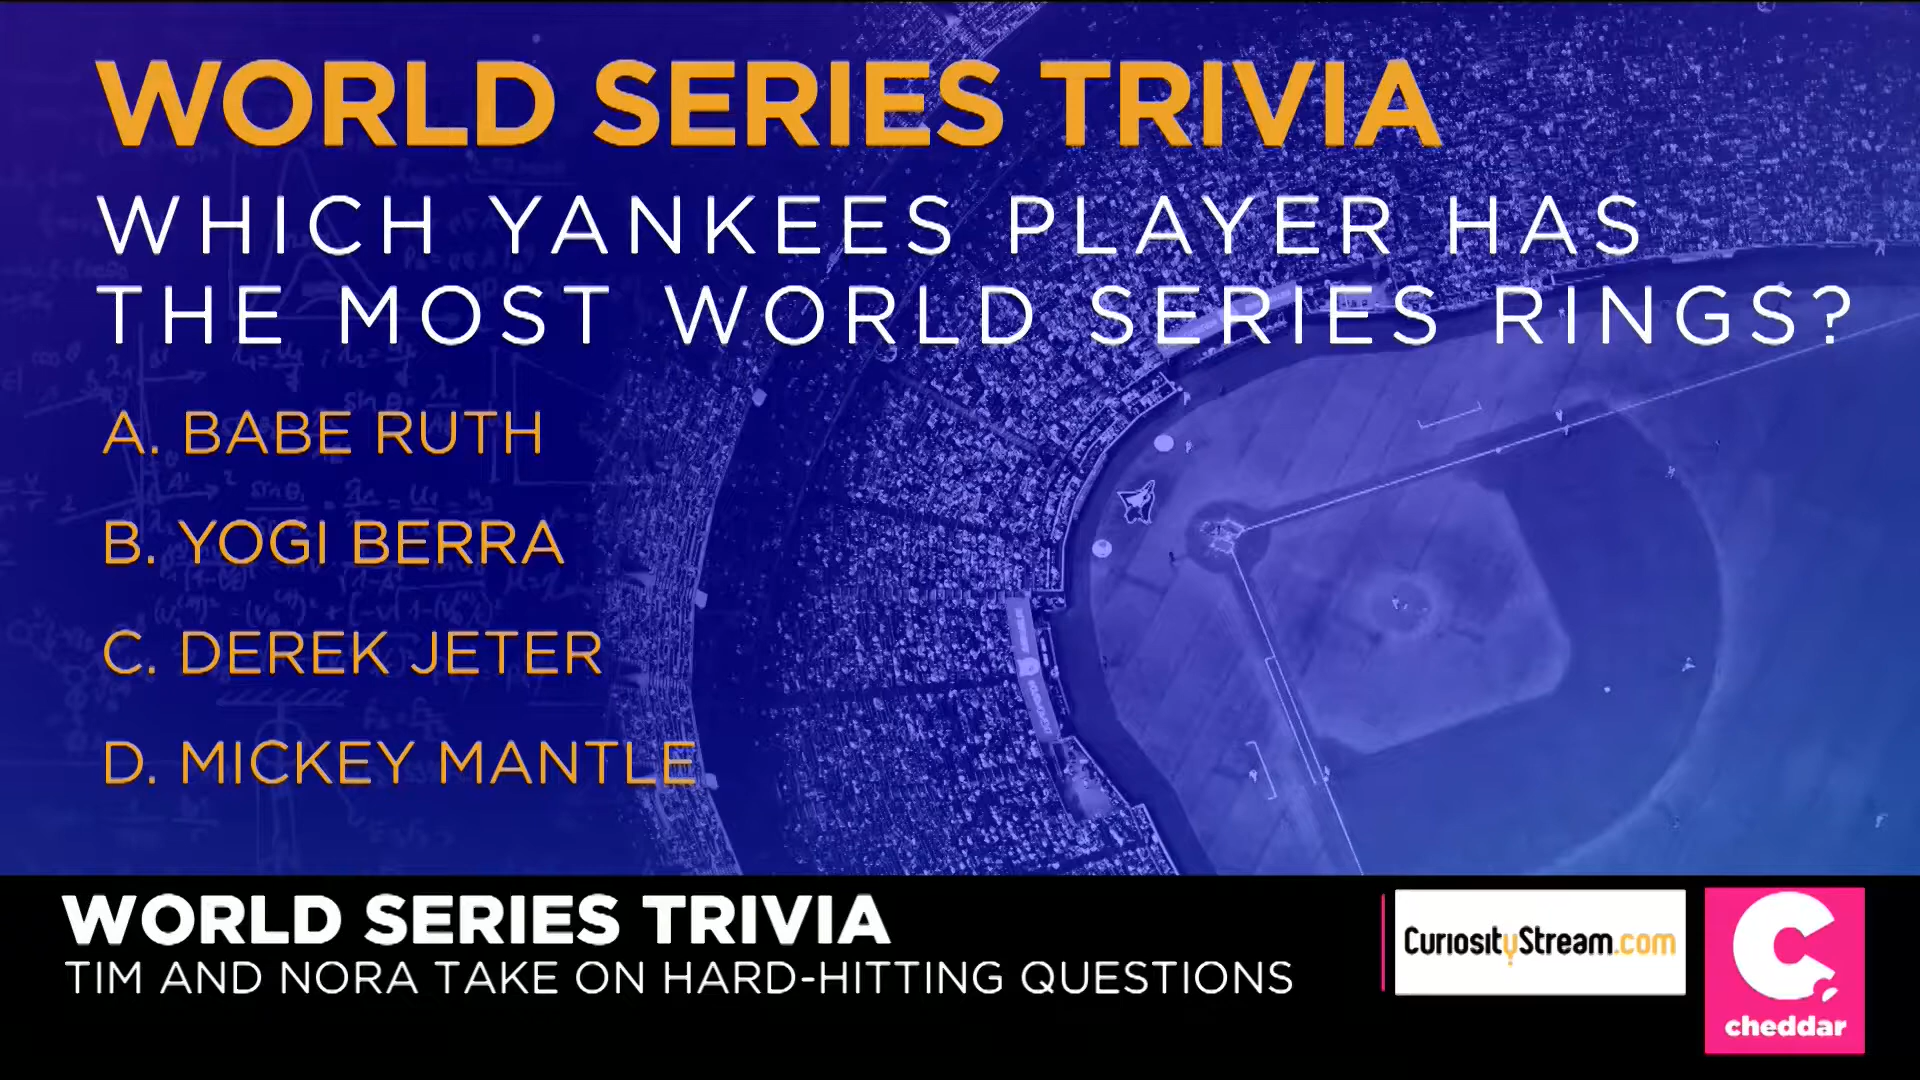 WORLD SERIES TRIVIA
WHICH YANKEES PLAYER HAS
THE MOST WORLD SERIES RINGS?
A. BABE RUTH
B. YOGI BERRA
C. DEREK JETER
D. MICKEY MANTLE
WORLD SERIES TRIVIA
TIM AND NORA TAKE ON HARD-HITTING QUESTIONS
CuriosityStream.com
cheddar